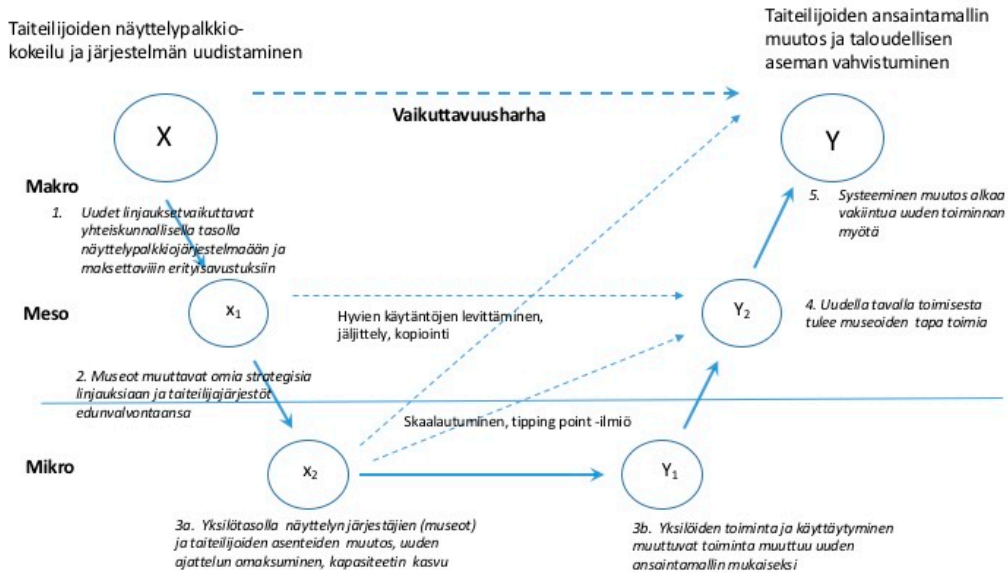 Taiteilijoiden näyttelypalkkio-
kokeilu ja järjestelmän uudistaminen
Taiteilijoiden ansaintamallin
muutos ja taloudellisen
aseman vahvistuminen
Vaikuttavuusharha
X
Y
Makro
1. Uudet linjauksetvaikuttavat
yhteiskunnallisella tasolla
näyttelypalkkiojärjestelmaään ja
maksettaviiin erityisavustuksiin
5. Systeeminen muutos alkaa
vakiintua uuden toiminnan
myötä
Meso
x1
Hyvien käytäntöjen levittäminen,
jäljittely, kopiointi
Y2
4. Uudella tavalla toimisesta
tulee museoiden tapa toimia
2. Museot muuttavat omia strategisia
linjauksiaan ja taiteilijajärjestöt
edunvalvontaansa
Skaalautuminen, tipping point -ilmiö
Mikro
x2
Y1
3a. Yksilötasolla näyttelyn järjestäjien (museot)
ja taiteilijoiden asenteiden muutos, uuden
ajattelun omaksuminen, kapasiteetin kasvu
3b. Yksilöiden toiminta ja käyttäytyminen
muuttuvat toiminta muuttuu uuden
ansaintamallin mukaiseksi